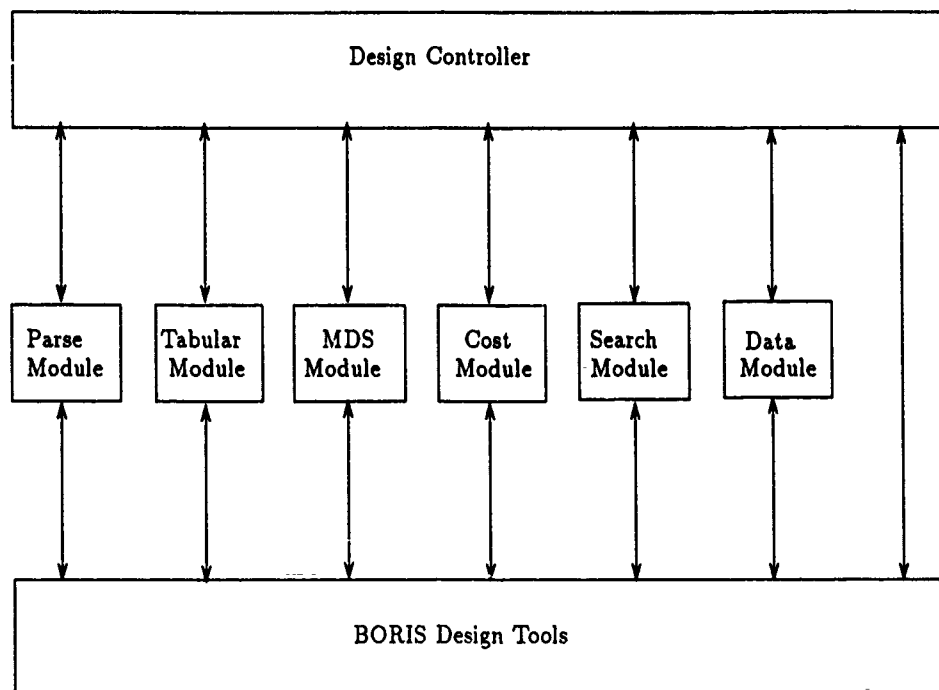 Design Controller
Parse
Module
Tabular
Module
MDS
Module
Cost
Module
Search
Module
Data
Module
BORIS Design Tools